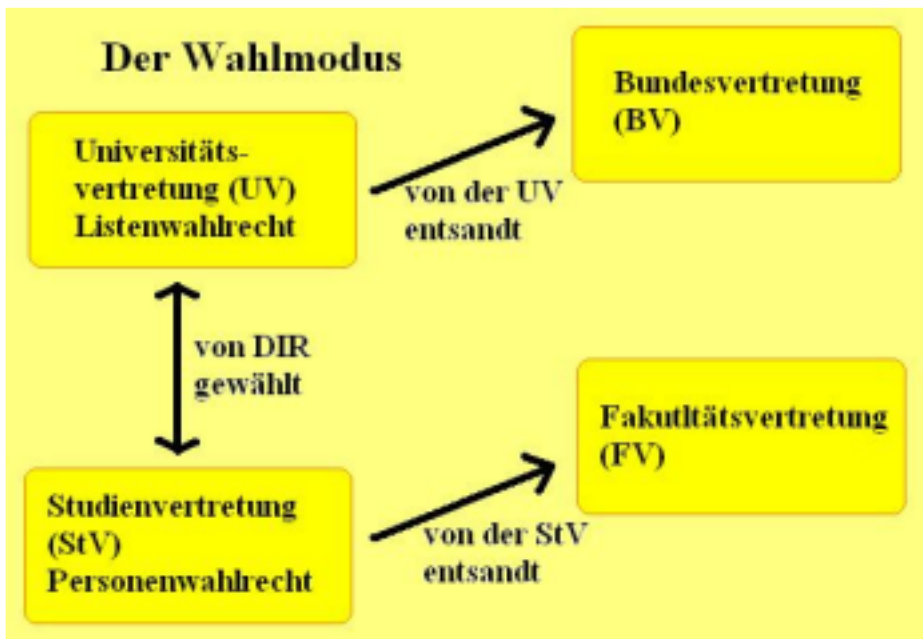 Der Wahlmodus
Universitäts-
vertretung (UV)
Listenwahlrecht
von der UV
entsandt
Bundesvertretung
(BV)
von DIR
gewählt
Studienvertretung
(StV)
Personenwahlrecht
von der StV
entsandt
Fakutltätsvertretung
(FV)